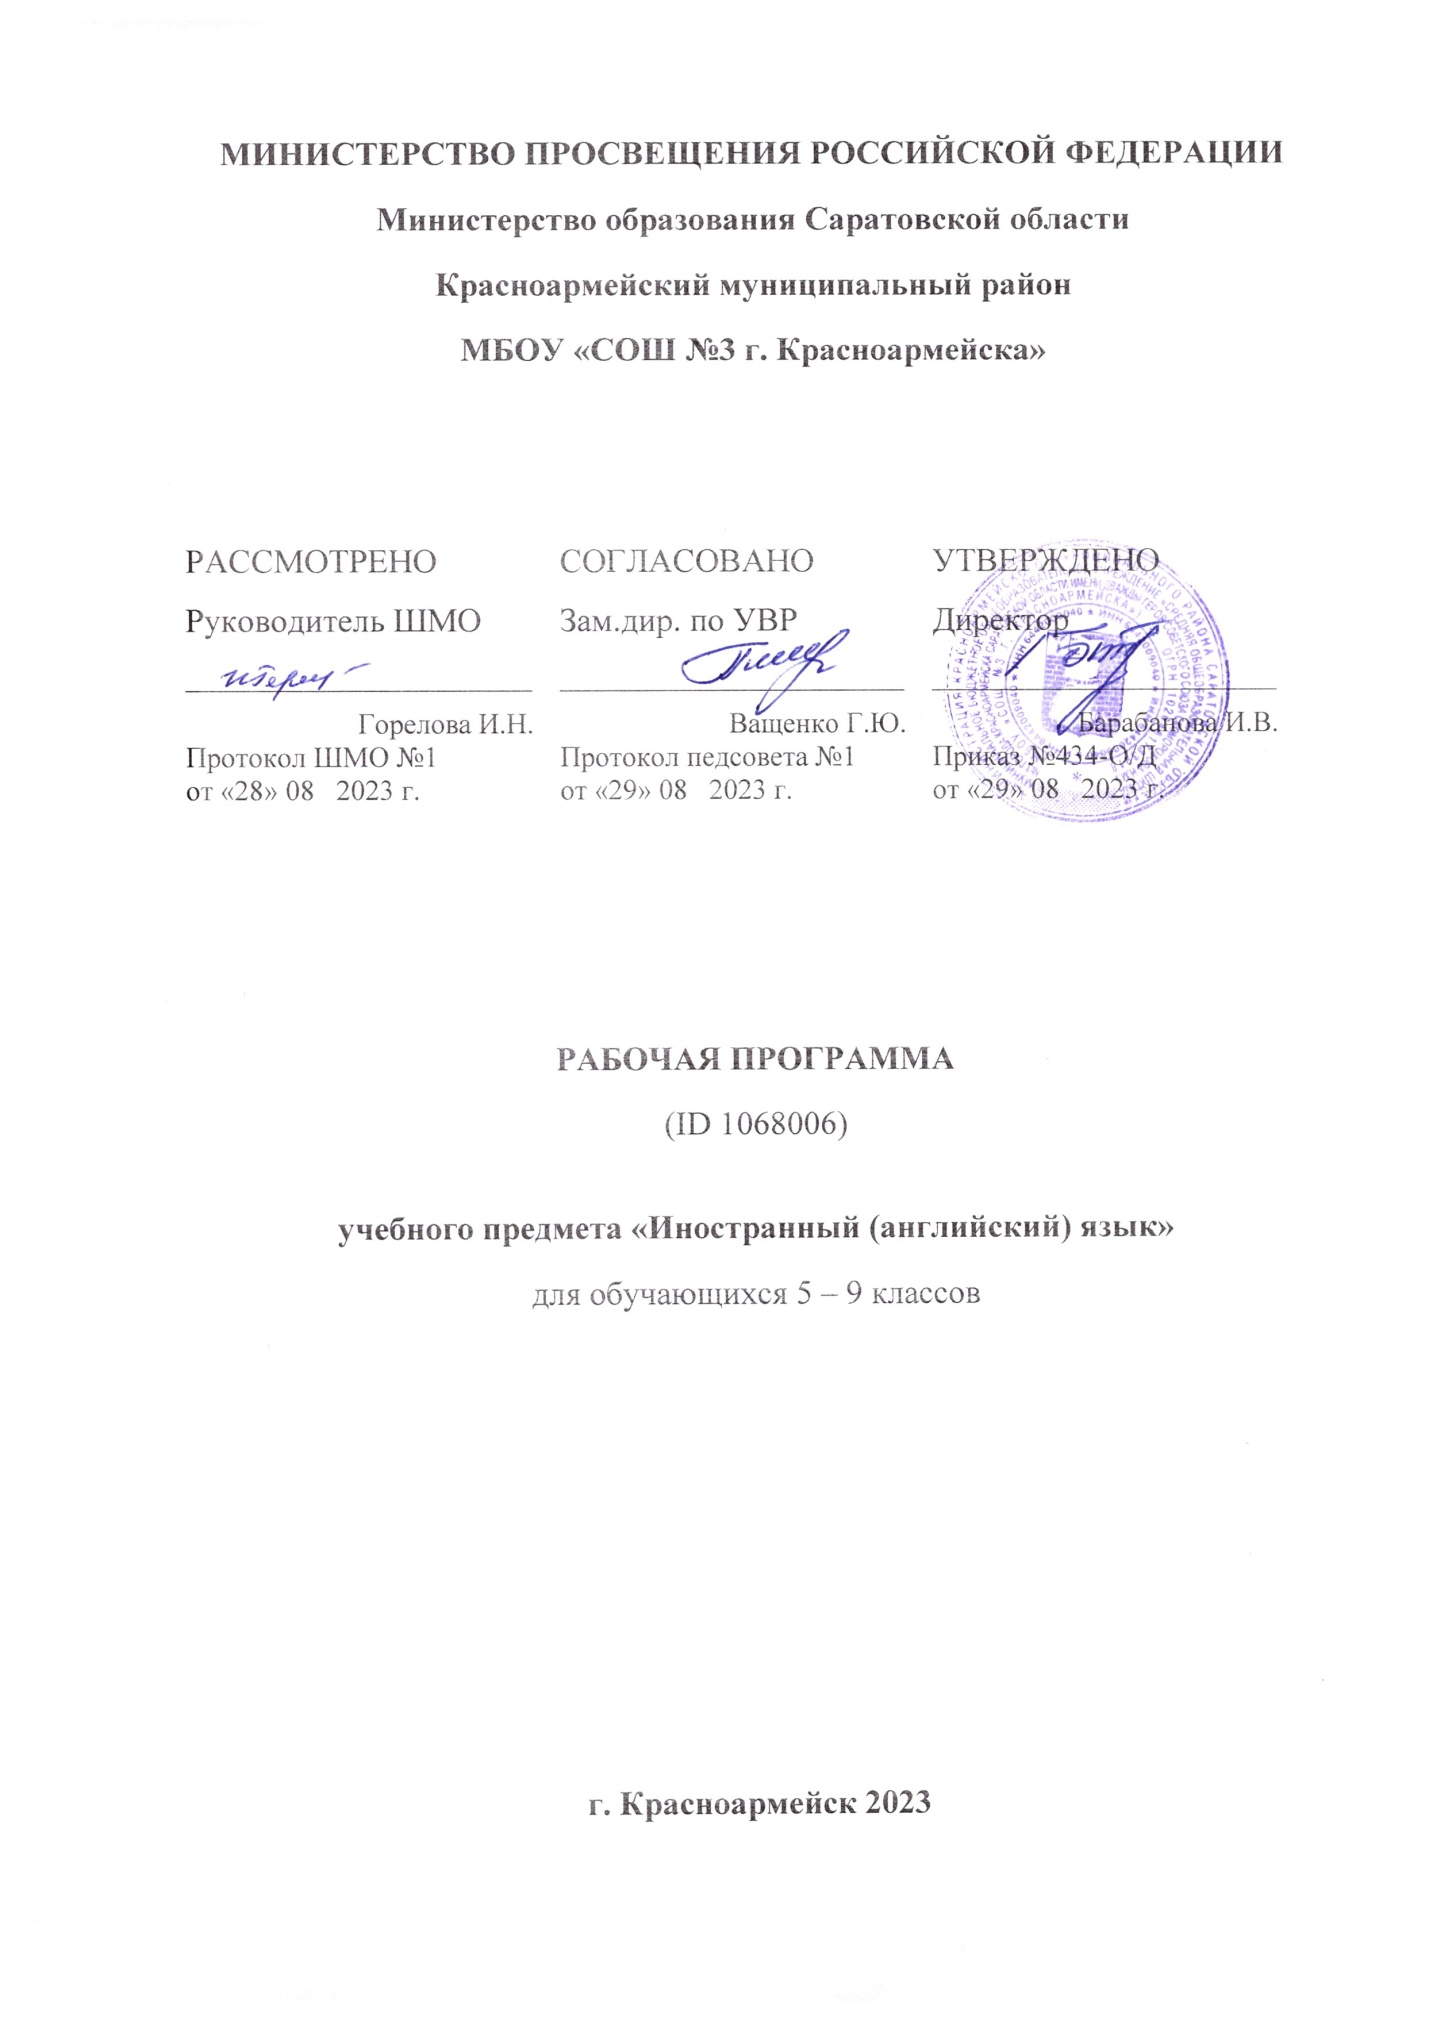 МИНИСТЕРСТВО ПРОСВЕЩЕНИЯ РОССИЙСКОЙ ФЕДЕРАЦИИ
Министерство образования Саратовской области
Красноармейский муниципальный район
МБОУ «СОШ №3 г. Красноармейска»
РАССМОТРЕНО
Руководитель ШМО
Горелова И.Н.
Протокол ШМО №1
от «28» 08 2023 г.
СОГЛАСОВАНО
Зам.дир. по УВР
Ващенко Г.Ю.
Протокол педсовета №1
от «29» 08 2023 г.
УТВЕРЖДЕНО
Директор
Барабанова И.В.
Приказ №434-О/Д
от «29» 08 2023 г.
РАБОЧАЯ ПРОГРАММА
(ID 1068006)
учебного предмета «Иностранный (английский) язык»
для обучающихся 5 – 9 классов
г. Красноармейск 2023